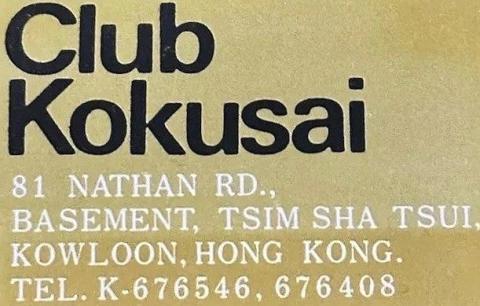 Club
Kokusai
81 NATHAN RD.,
BASEMENT, TSIM SHA TSUI,
KOWLOON, HONG KONG.
TEL. K-676546, 676408